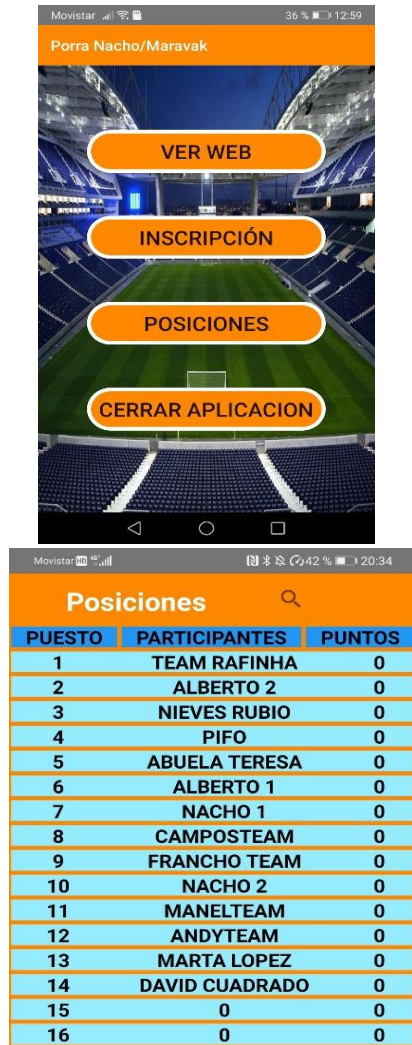 Movistar 36 % 12:59
Porra Nacho/Maravak
VER WEB
INSCRIPCIÓN
POSICIONES
CERRAR APLICACION
Movistar HD 4G 42 % 20:34
Posiciones
PUESTO PARTICIPANTES PUNTOS
1 TEAM RAFINHA 0
2 ALBERTO 2 0
3 NIEVES RUBIO 0
4 PIFO 0
5 ABUELA TERESA 0
6 ALBERTO 1 0
7 NACHO 1 0
8 CAMPOSTEAM 0
9 FRANCHO TEAM 0
10 NACHO 2 0
11 MANELTEAM 0
12 ANDYTEAM 0
13 MARTA LOPEZ 0
14 DAVID CUADRADO 0
15 0 0
16 0 0